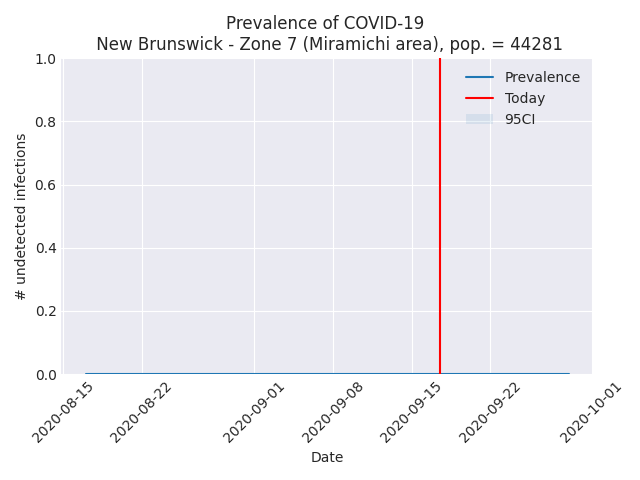 Prevalence of COVID-19
New Brunswick - Zone 7 (Miramichi area), pop. = 44281
1.0
0.8
0.6
0.4
0.2
0.0
# undetected infections
Prevalence
Today
95CI
2020-08-15
2020-08-22
2020-09-01
2020-09-08
2020-09-15
2020-09-22
2020-10-01
Date